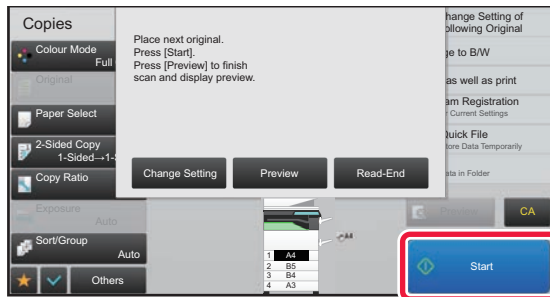 Copies
Colour Mode
Full
Original
Paper Select
2-Sided Copy
1-Sided→1-
Copy Ratio
Exposure
Auto
Sort/Group
Auto
Others
Place next original.
Press [Start].
Press [Preview] to finish
scan and display preview.
Change Setting
Preview
Read-End
1 A4
2 B5
3 B4
4 A3
A4
hange Setting of
ollowing Original
ge to B/W
as well as print
am Registration
Current Settings
Quick File
tore Data Temporarily
ata in Folder
Preview
CA
Start